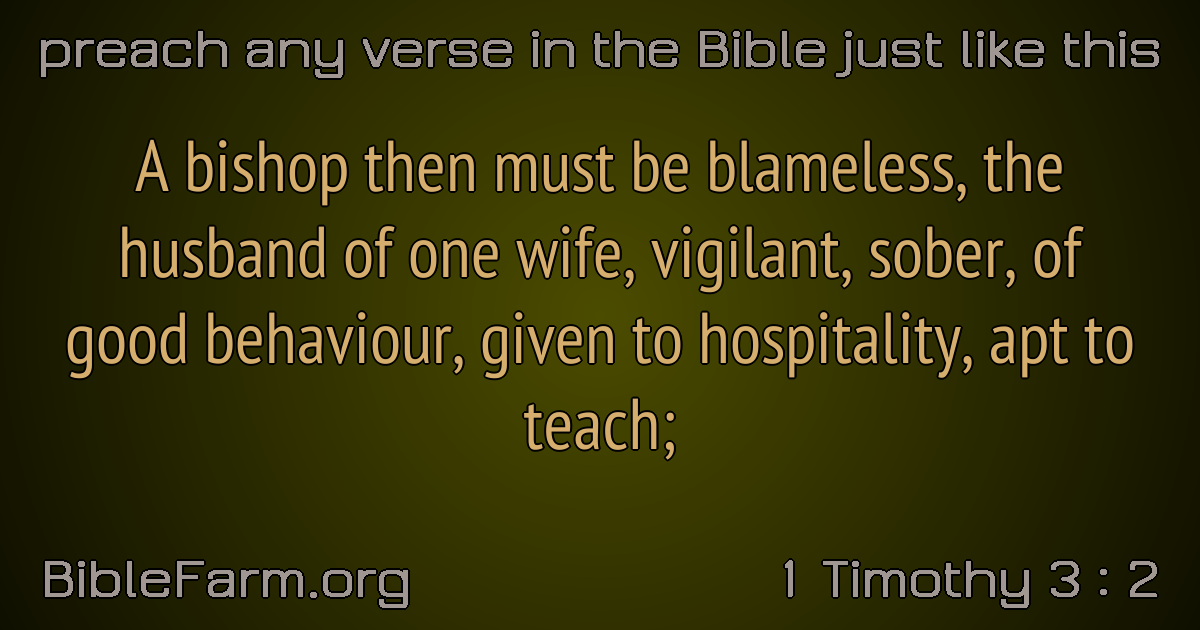 preach any verse in the Bible just like this
A bishop then must be blameless, the
husband of one wife, vigilant, sober, of
good behaviour, given to hospitality, apt to
teach;
BibleFarm.org
1 Timothy 3 : 2